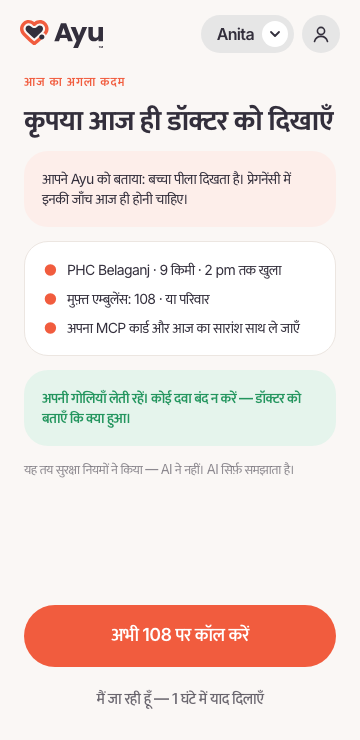 Ayu™
Anita
आज का अगला कदम
कृपया आज ही डॉक्टर को दिखाएँ
आपने Ayu को बताया: बच्चा पीला दिखता है। प्रेगनेंसी में
इनकी जाँच आज ही होनी चाहिए।
PHC Belaganj · 9 किमी · 2 pm तक खुला
मुफ़्त एम्बुलेंस: 108 · या परिवार
अपना MCP कार्ड और आज का सारांश साथ ले जाएँ
अपनी गोलियाँ लेती रहें। कोई दवा बंद न करें — डॉक्टर को
बताएँ कि क्या हुआ।
यह तय सुरक्षा नियमों ने किया — AI ने नहीं। AI सिर्फ़ समझाता है।
अभी 108 पर कॉल करें
मैं जा रही हूँ — 1 घंटे में याद दिलाएँ